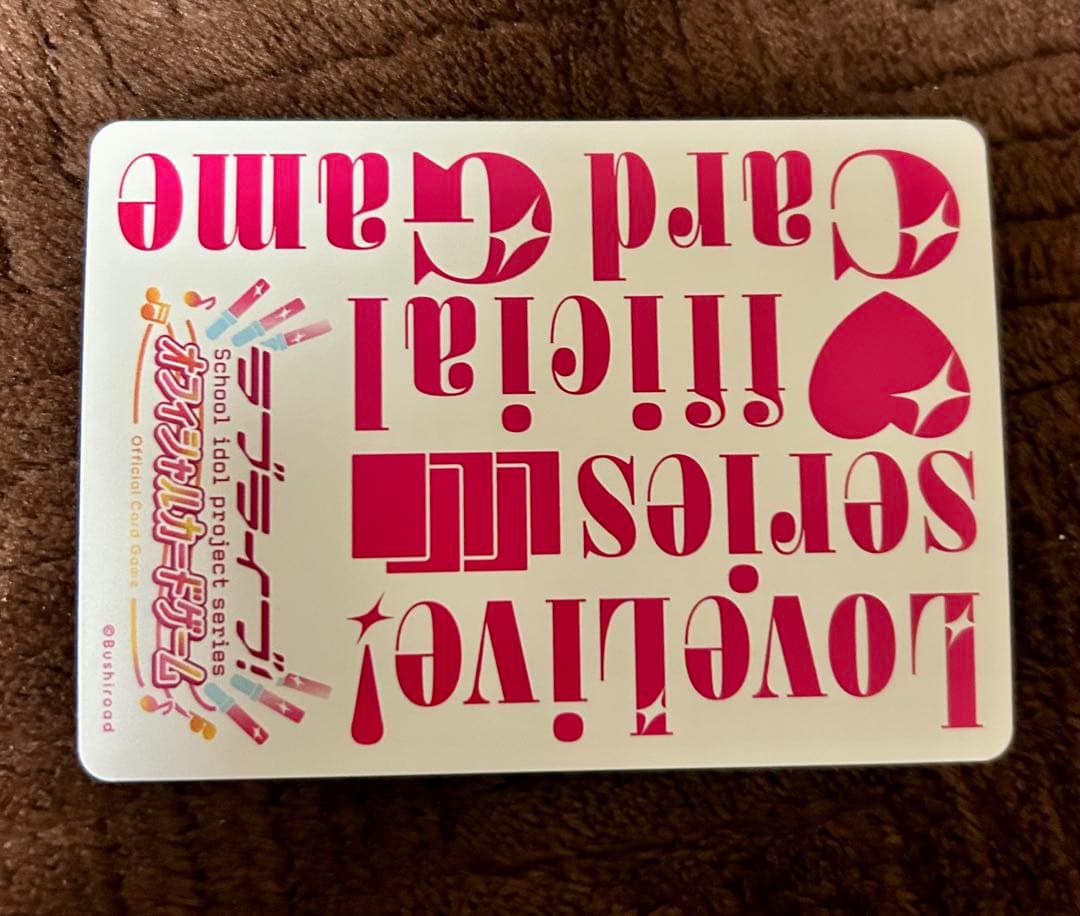 LoveLive!
series
♥fficial
Card Game
ラブライブ!
School idol project series
オフィシャルカードゲーム
Official Card Game
©Bushiroad